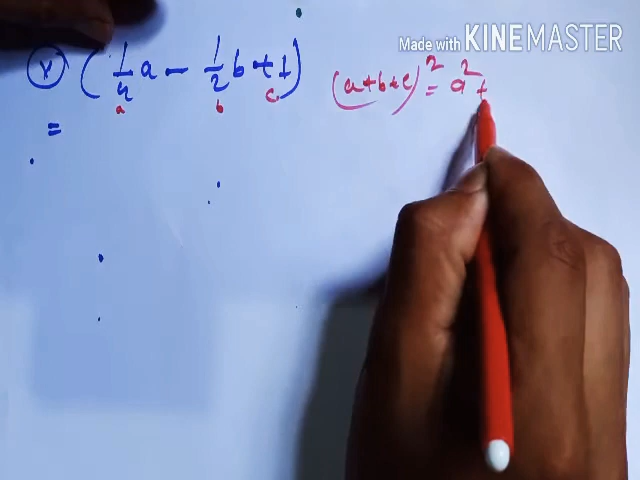 Made with KINEMASTER
(v) (1/4 a - 1/2 b + 1) (a+b+c)² = a² +
a b c
=